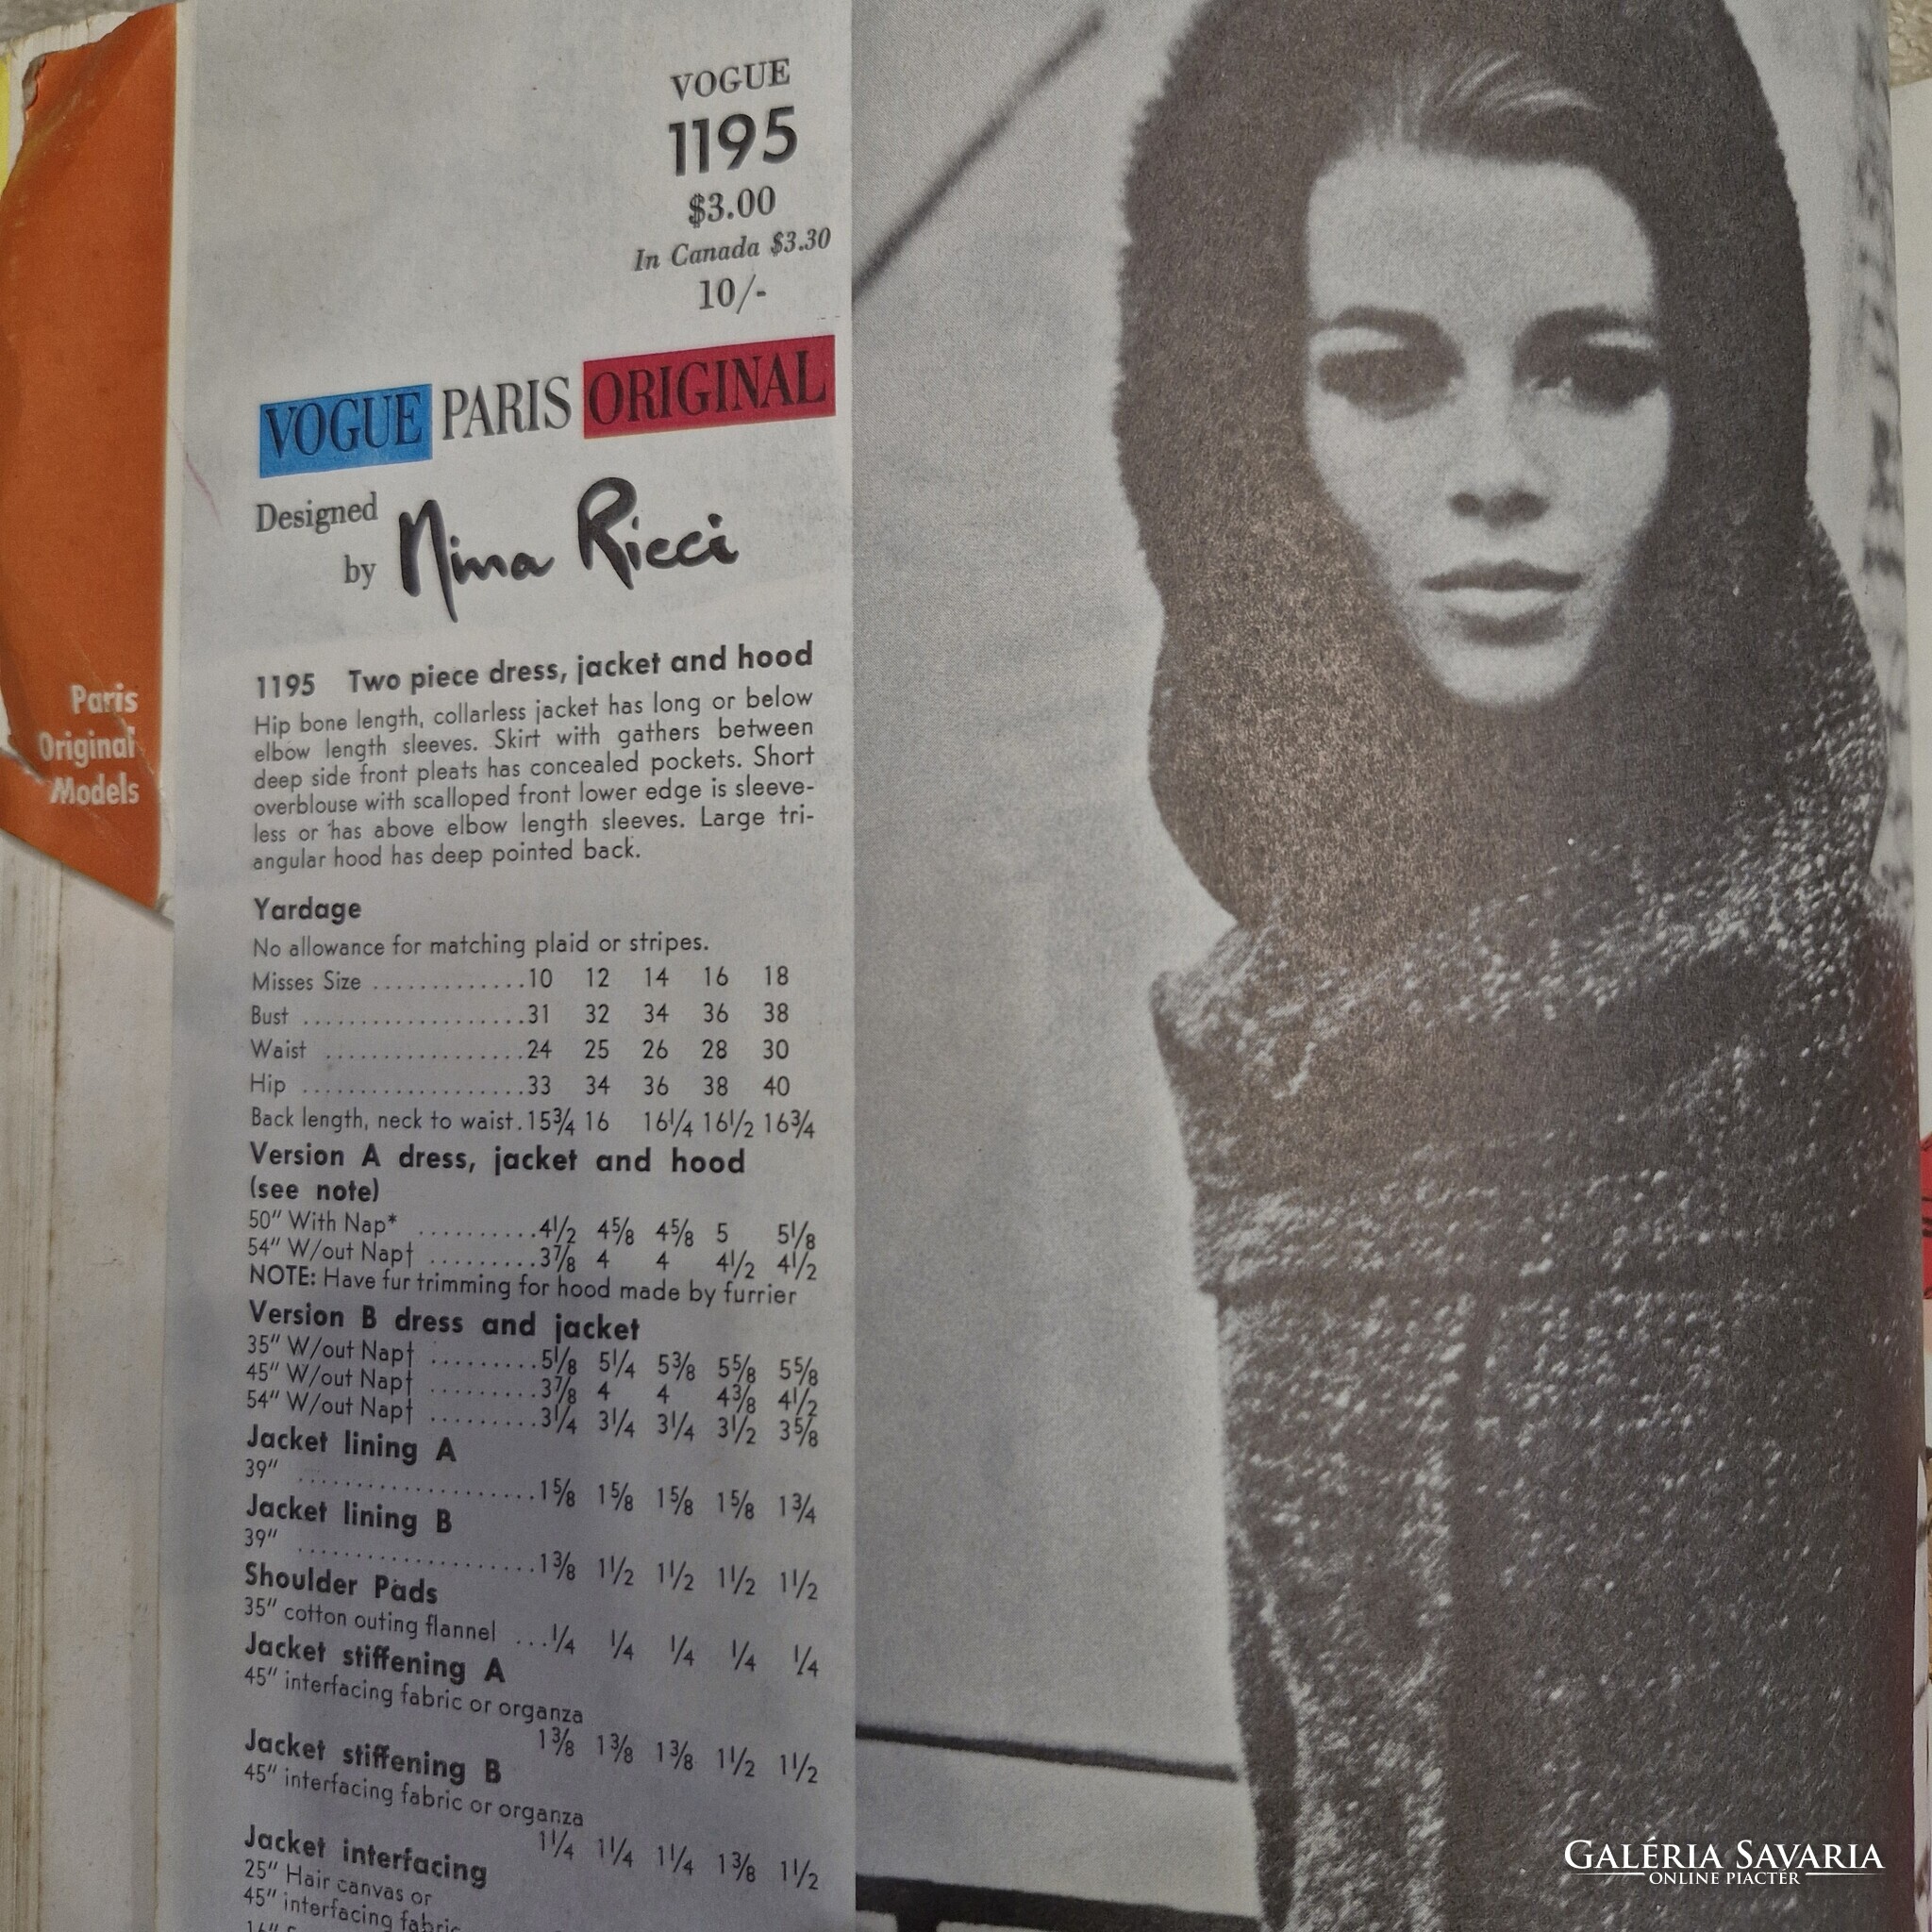 VOGUE
1195
$3.00
In Canada $3.30
10/-
VOGUE PARIS ORIGINAL
Designed
by Nina Ricci
Paris
Original
Models
1195 Two piece dress, jacket and hood
Hip bone length, collarless jacket has long or below
elbow length sleeves. Skirt with gathers between
deep side front pleats has concealed pockets. Short
overblouse with scalloped front lower edge is sleeve-
less or has above elbow length sleeves. Large tri-
angular hood has deep pointed back.
Yardage
No allowance for matching plaid or stripes.
Misses Size .............10 12 14 16 18
Bust ...................31 32 34 36 38
Waist .................24 25 26 28 30
Hip ...................33 34 36 38 40
Back length, neck to waist.15¾ 16 16¼ 16½ 16¾
Version A dress, jacket and hood
(see note)
50" With Nap* ..........4½ 4⅝ 4⅝ 5 5⅛
54" W/out Nap† .........3⅞ 4 4 4½ 4½
NOTE: Have fur trimming for hood made by furrier
Version B dress and jacket
35" W/out Nap† .........5⅛ 5¼ 5⅜ 5⅝ 5⅝
45" W/out Nap† .........3⅞ 4 4 4⅜ 4½
54" W/out Nap† .........3¼ 3¼ 3¼ 3½ 3⅝
Jacket lining A
39" ....................1⅝ 1⅝ 1⅝ 1⅝ 1¾
Jacket lining B
39" ....................1⅜ 1½ 1½ 1½ 1½
Shoulder Pads
35" cotton outing flannel ...¼ ¼ ¼ ¼ ¼
Jacket stiffening A
45" interfacing fabric or organza
1⅜ 1⅜ 1⅜ 1½ 1½
Jacket stiffening B
45" interfacing fabric or organza
1¼ 1¼ 1¼ 1⅜ 1½
Jacket interfacing
25" Hair canvas or
45" interfacing fabric
GALÉRIA SAVARIA
ONLINE PIACTÉR